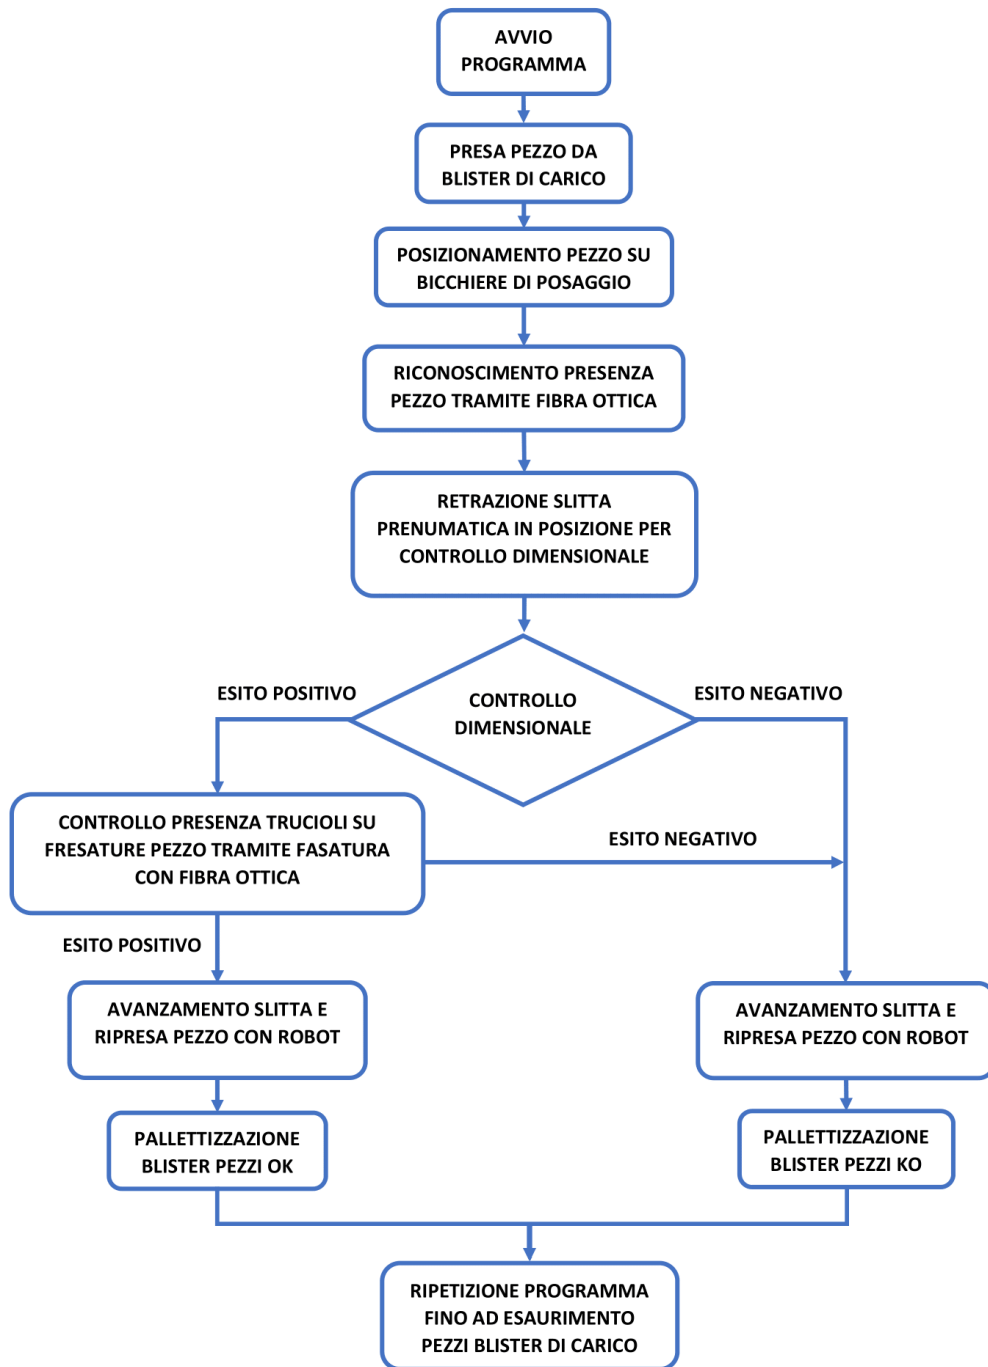 AVVIO
PROGRAMMA
PRESA PEZZO DA
BLISTER DI CARICO
POSIZIONAMENTO PEZZO SU
BICCHIERE DI POSAGGIO
RICONOSCIMENTO PRESENZA
PEZZO TRAMITE FIBRA OTTICA
RETRAZIONE SLITTA
PRENUMATICA IN POSIZIONE PER
CONTROLLO DIMENSIONALE
ESITO POSITIVO
CONTROLLO
DIMENSIONALE
ESITO NEGATIVO
CONTROLLO PRESENZA TRUCIOLI SU
FRESATURE PEZZO TRAMITE FASATURA
CON FIBRA OTTICA
ESITO NEGATIVO
ESITO POSITIVO
AVANZAMENTO SLITTA E
RIPRESA PEZZO CON ROBOT
AVANZAMENTO SLITTA E
RIPRESA PEZZO CON ROBOT
PALLETTIZZAZIONE
BLISTER PEZZI OK
PALLETTIZZAZIONE
BLISTER PEZZI KO
RIPETIZIONE PROGRAMMA
FINO AD ESAURIMENTO
PEZZI BLISTER DI CARICO